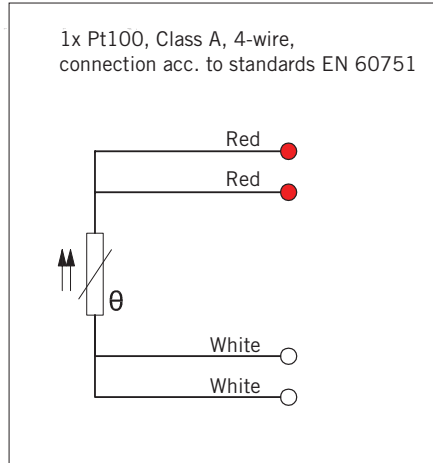 1x Pt100, Class A, 4-wire,
connection acc. to standards EN 60751
Red
Red
θ
White
White